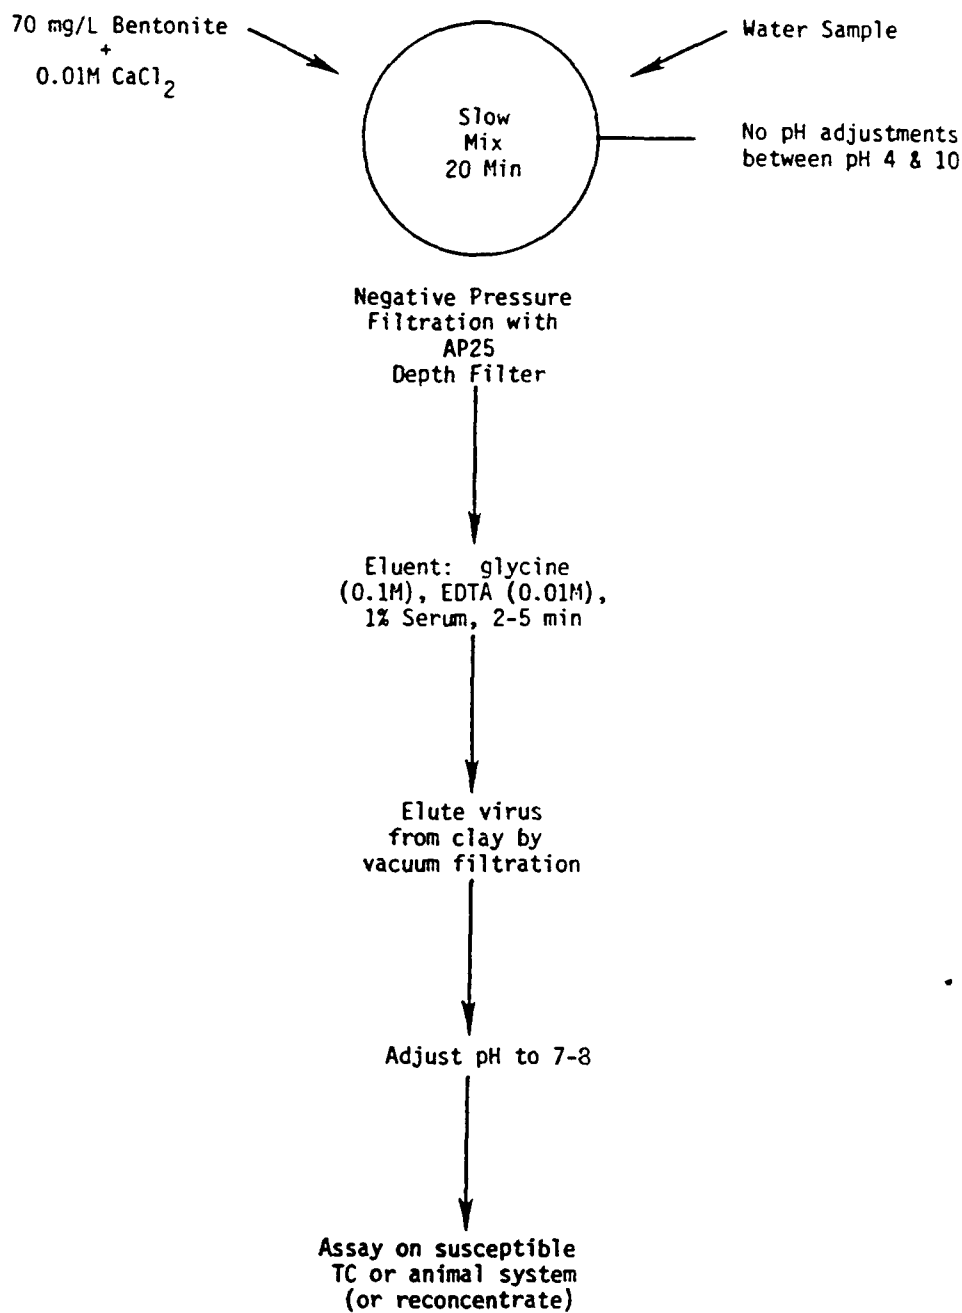 70 mg/L Bentonite
+
0.01M CaCl2
Water Sample
Slow
Mix
20 Min
No pH adjustments
between pH 4 & 10
Negative Pressure
Filtration with
AP25
Depth Filter
Eluent: glycine
(0.1M), EDTA (0.01M),
1% Serum, 2-5 min
Elute virus
from clay by
vacuum filtration
Adjust pH to 7-8
Assay on susceptible
TC or animal system
(or reconcentrate)